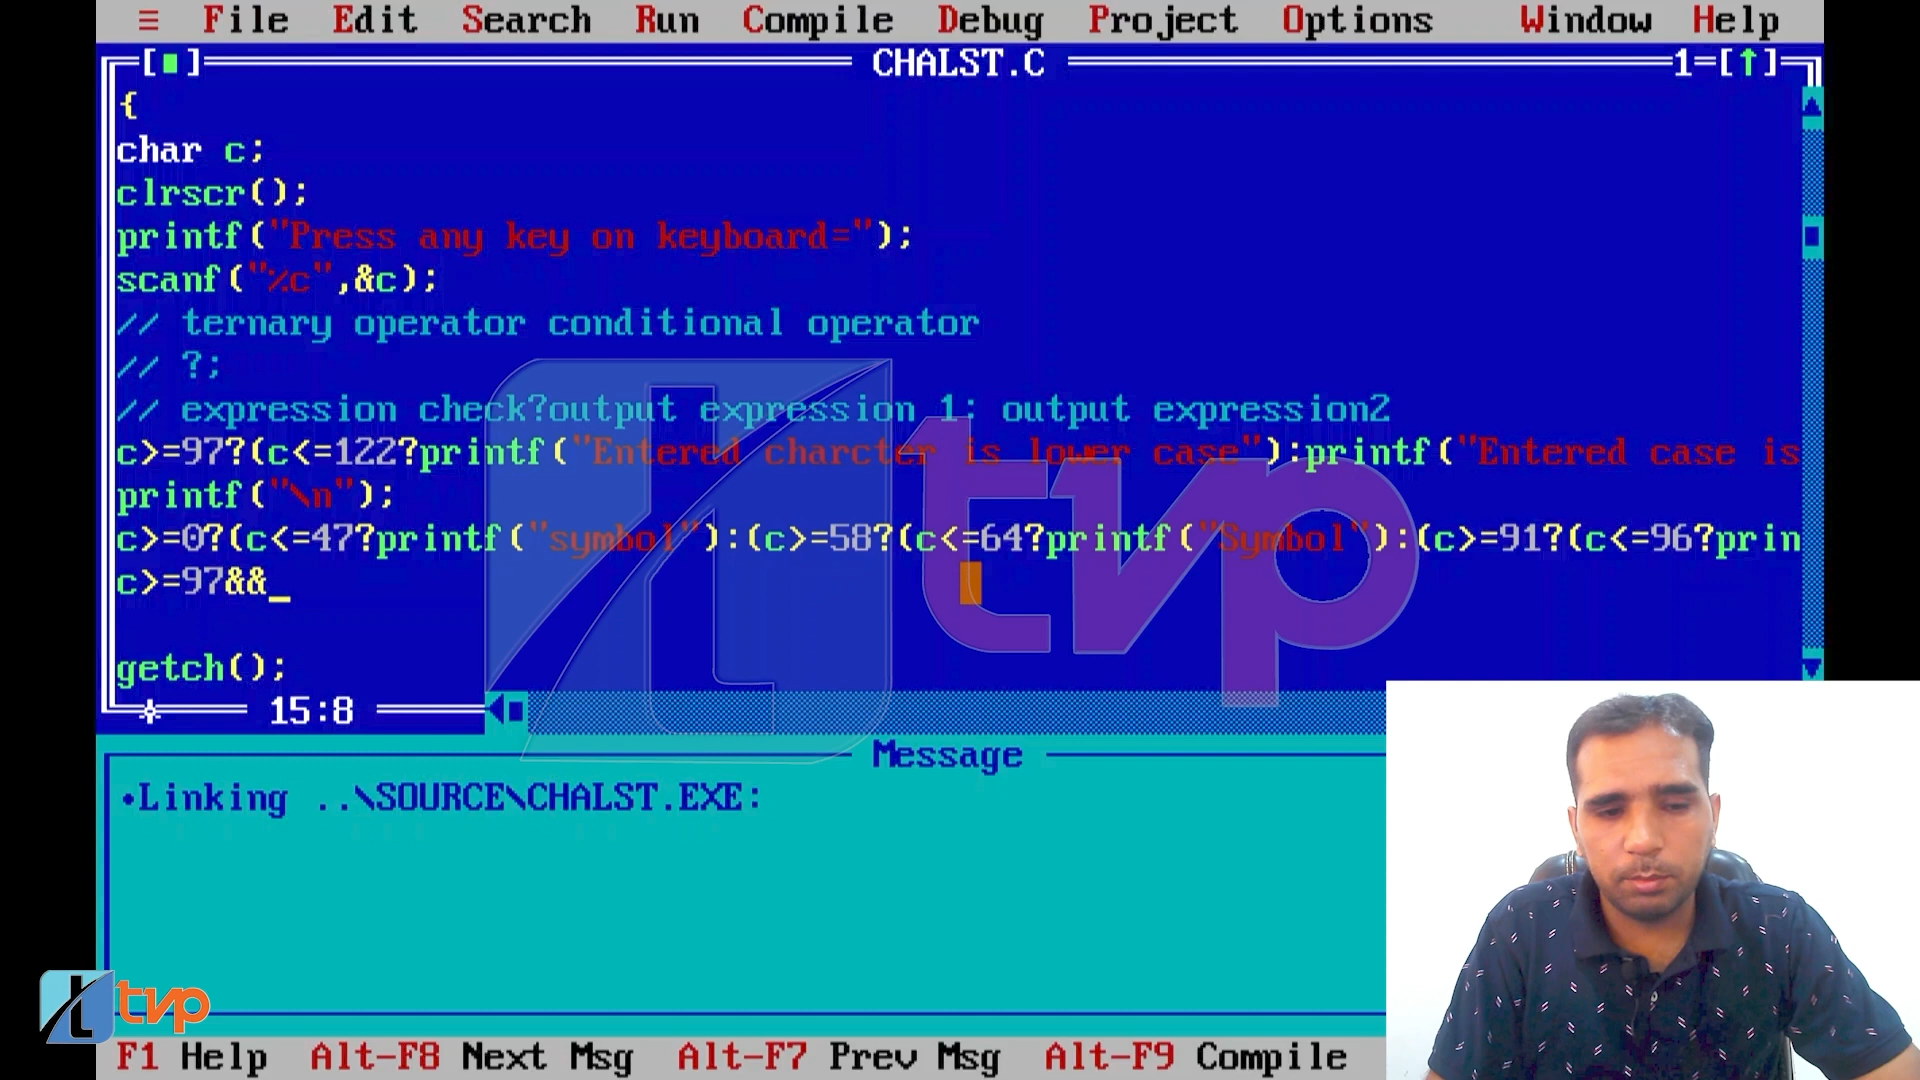 ≡ File Edit Search Run Compile Debug Project Options Window Help
[■] CHALST.C 1=[↑]
{
char c;
clrscr();
printf("Press any key on keyboard=");
scanf("%c",&c);
// ternary operator conditional operator
// ?;
// expression check?output expression 1: output expression2
c>=97?(c<=122?printf("Entered charcter is lower case"):printf("Entered case is
printf("\n");
c>=0?(c<=47?printf("symbol"):(c>=58?(c<=64?printf("Symbol"):(c>=91?(c<=96?prin
c>=97&&_
getch();
15:8
tvp
Message
•Linking ..\SOURCE\CHALST.EXE:
tvp
F1 Help Alt-F8 Next Msg Alt-F7 Prev Msg Alt-F9 Compile